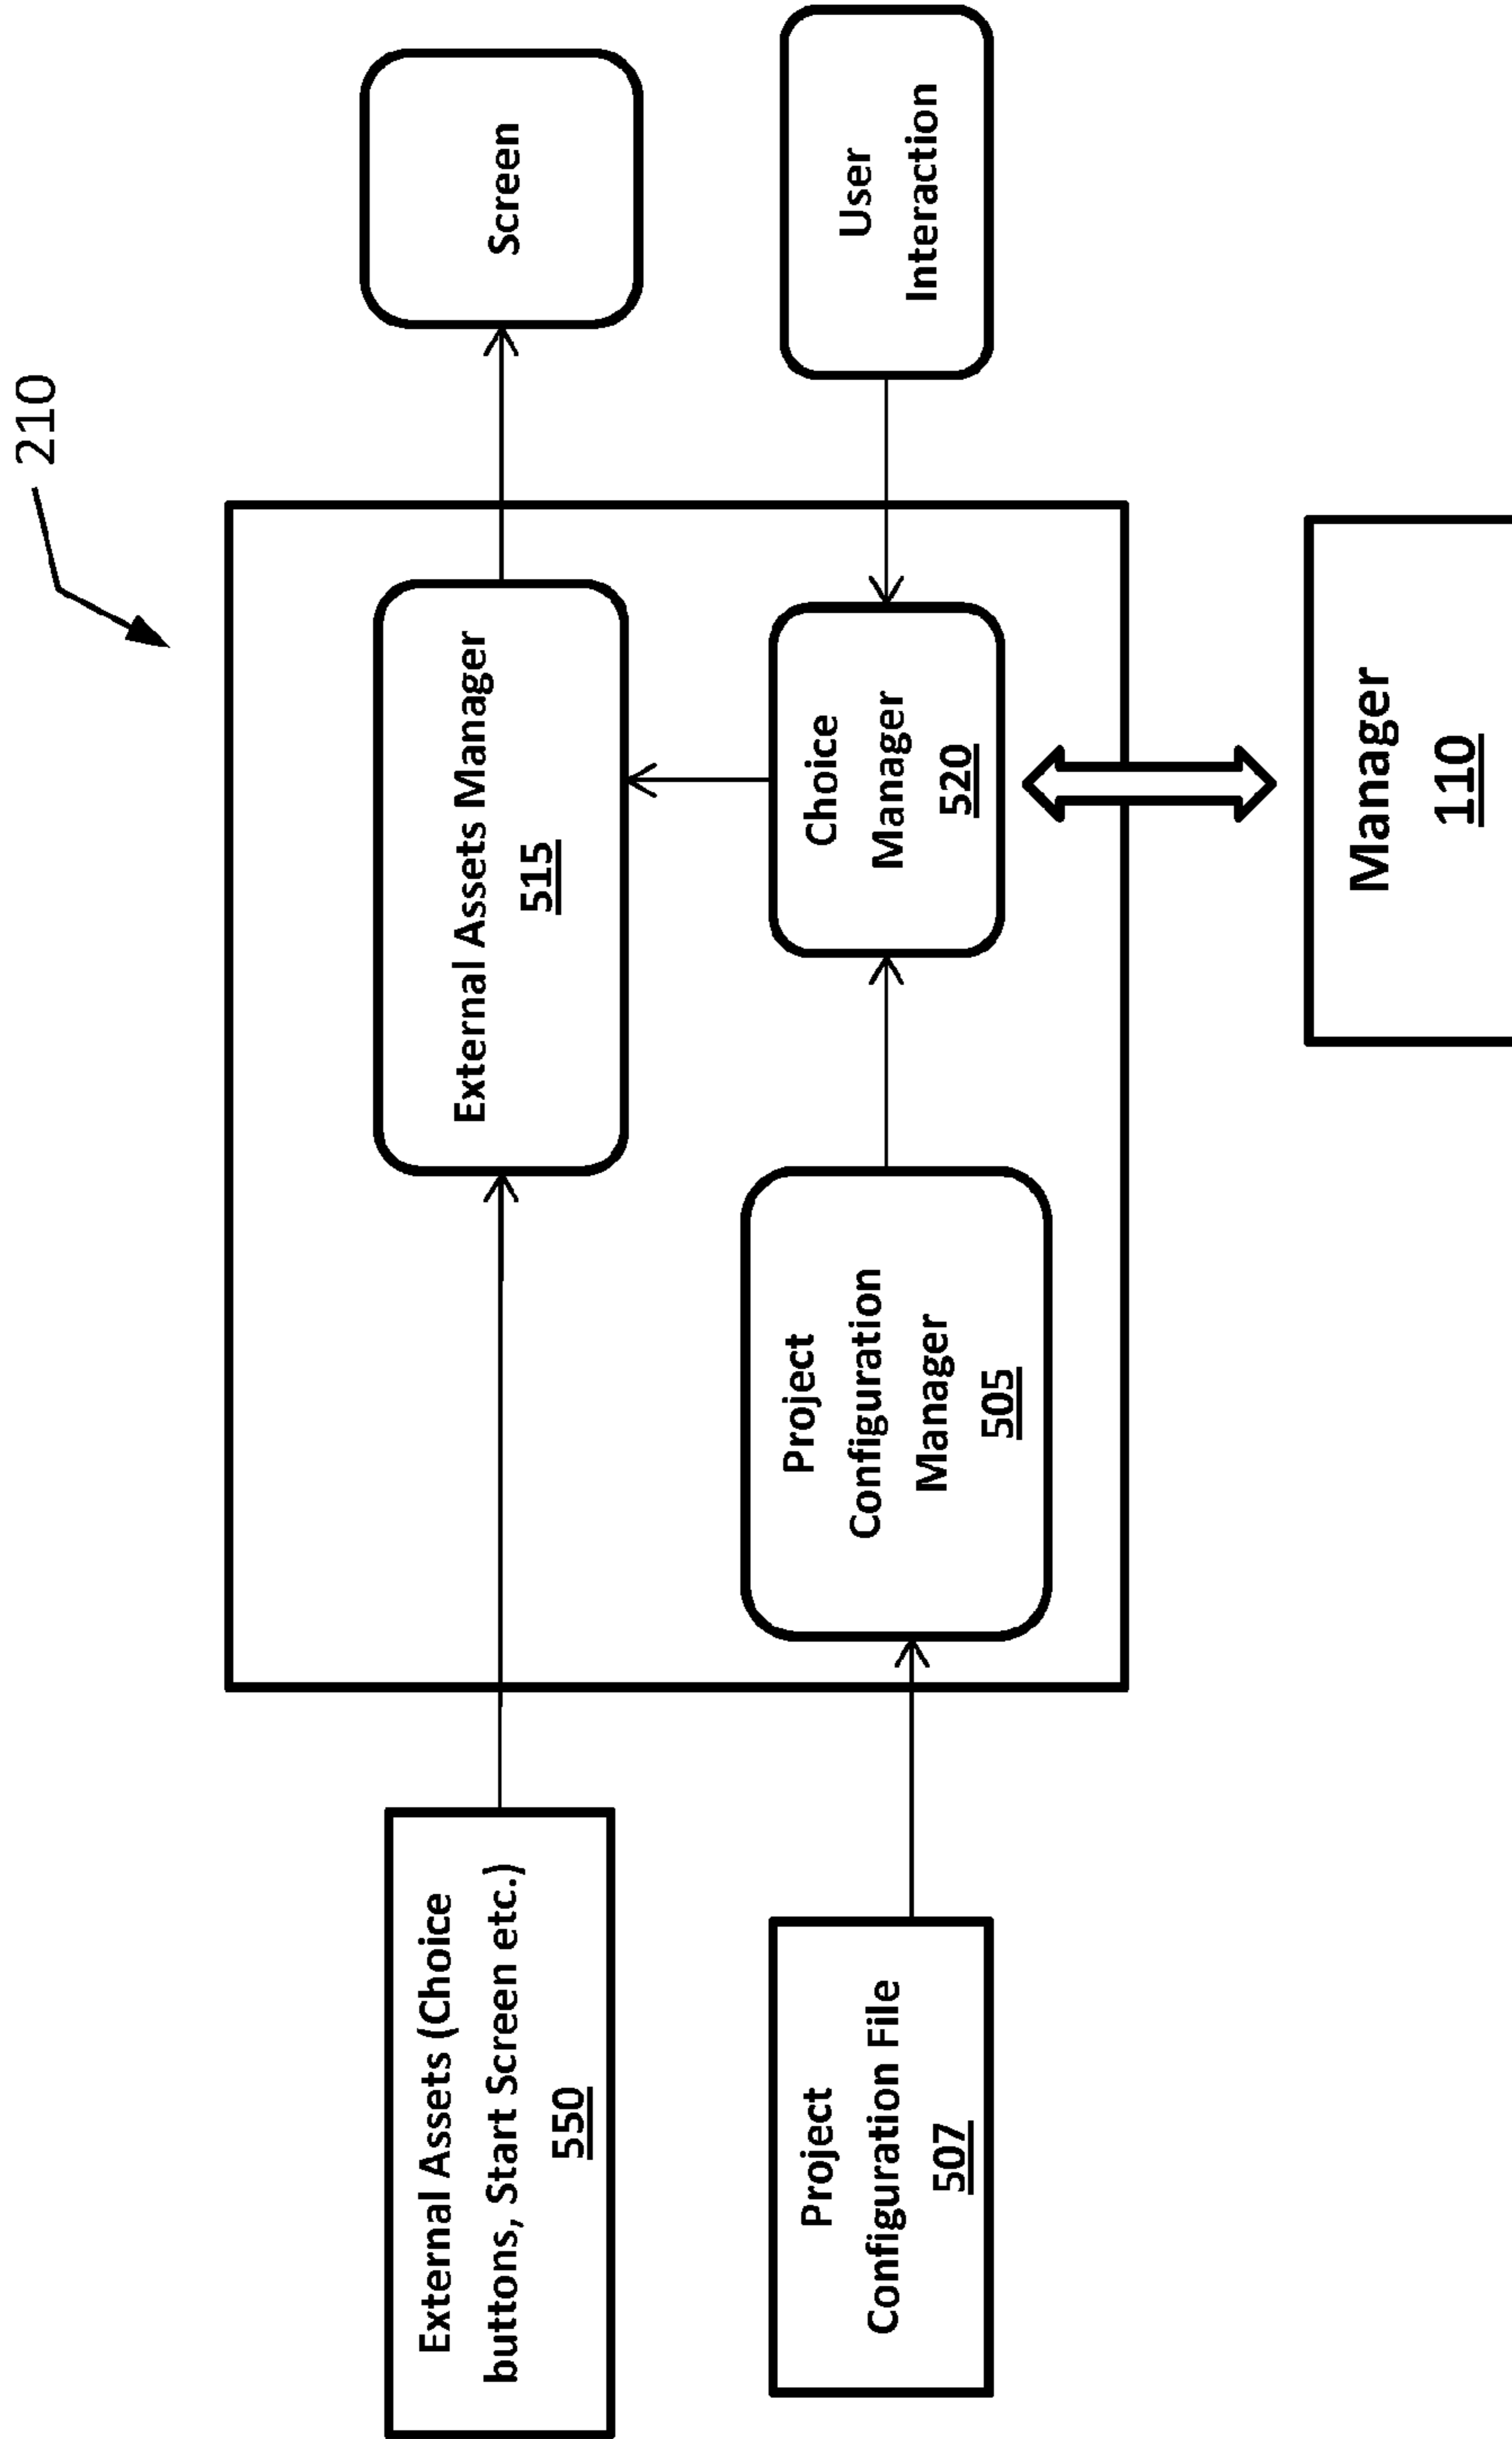 210
External Assets (Choice
buttons, Start Screen etc.)
550
External Assets Manager
515
Screen
Project
Configuration File
507
Project
Configuration
Manager
505
Choice
Manager
520
User
Interaction
Manager
110